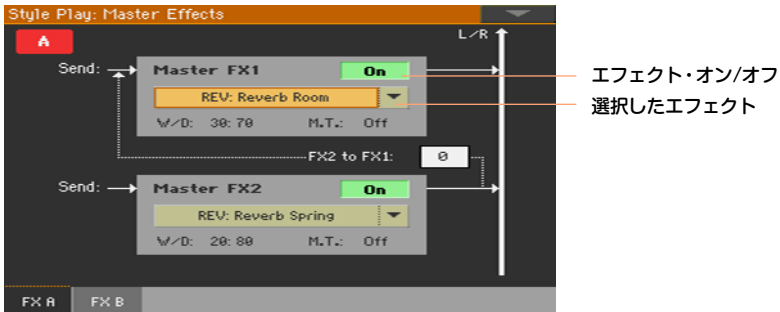 Style Play: Master Effects
A
L/R
Send:
Master FX1
On
エフェクト・オン/オフ
REV: Reverb Room
選択したエフェクト
W/D: 30:70 M.T.: Off
FX2 to FX1: 0
Send:
Master FX2
On
REV: Reverb Spring
W/D: 20:80 M.T.: Off
FX A
FX B